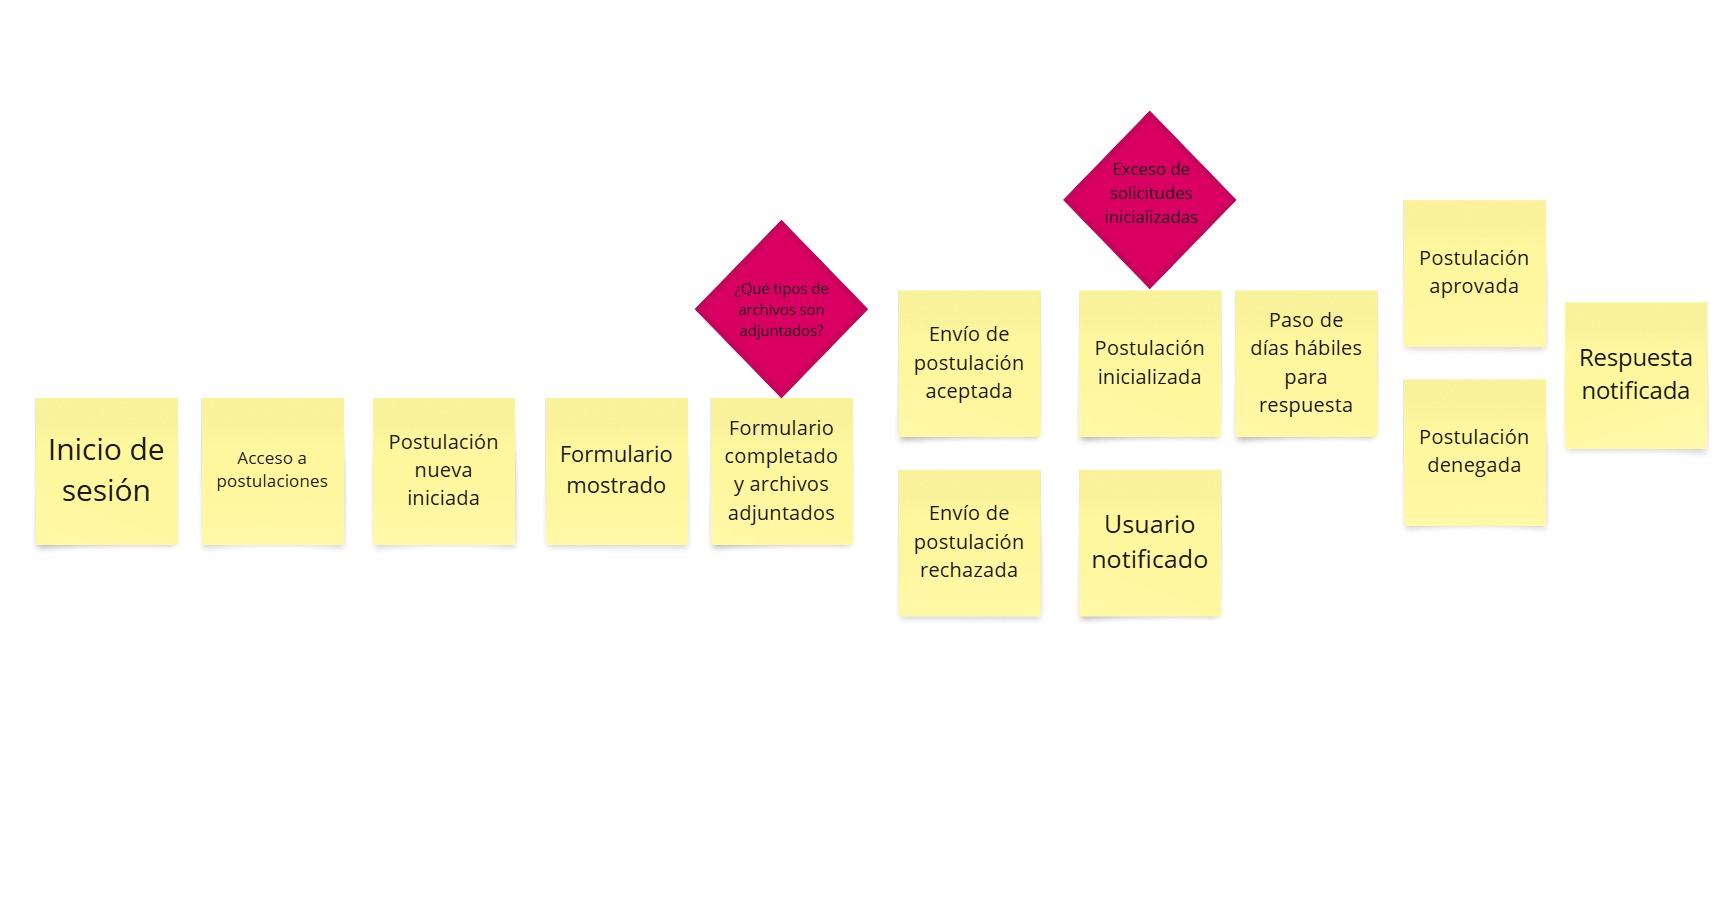 Inicio de
sesión
Acceso a
postulaciones
Postulación
nueva
iniciada
Formulario
mostrado
¿Qué tipos de
archivos son
adjuntados?
Formulario
completado
y archivos
adjuntados
Envío de
postulación
aceptada
Envío de
postulación
rechazada
Exceso de
solicitudes
inicializadas
Postulación
inicializada
Usuario
notificado
Paso de
días hábiles
para
respuesta
Postulación
aprovada
Postulación
denegada
Respuesta
notificada